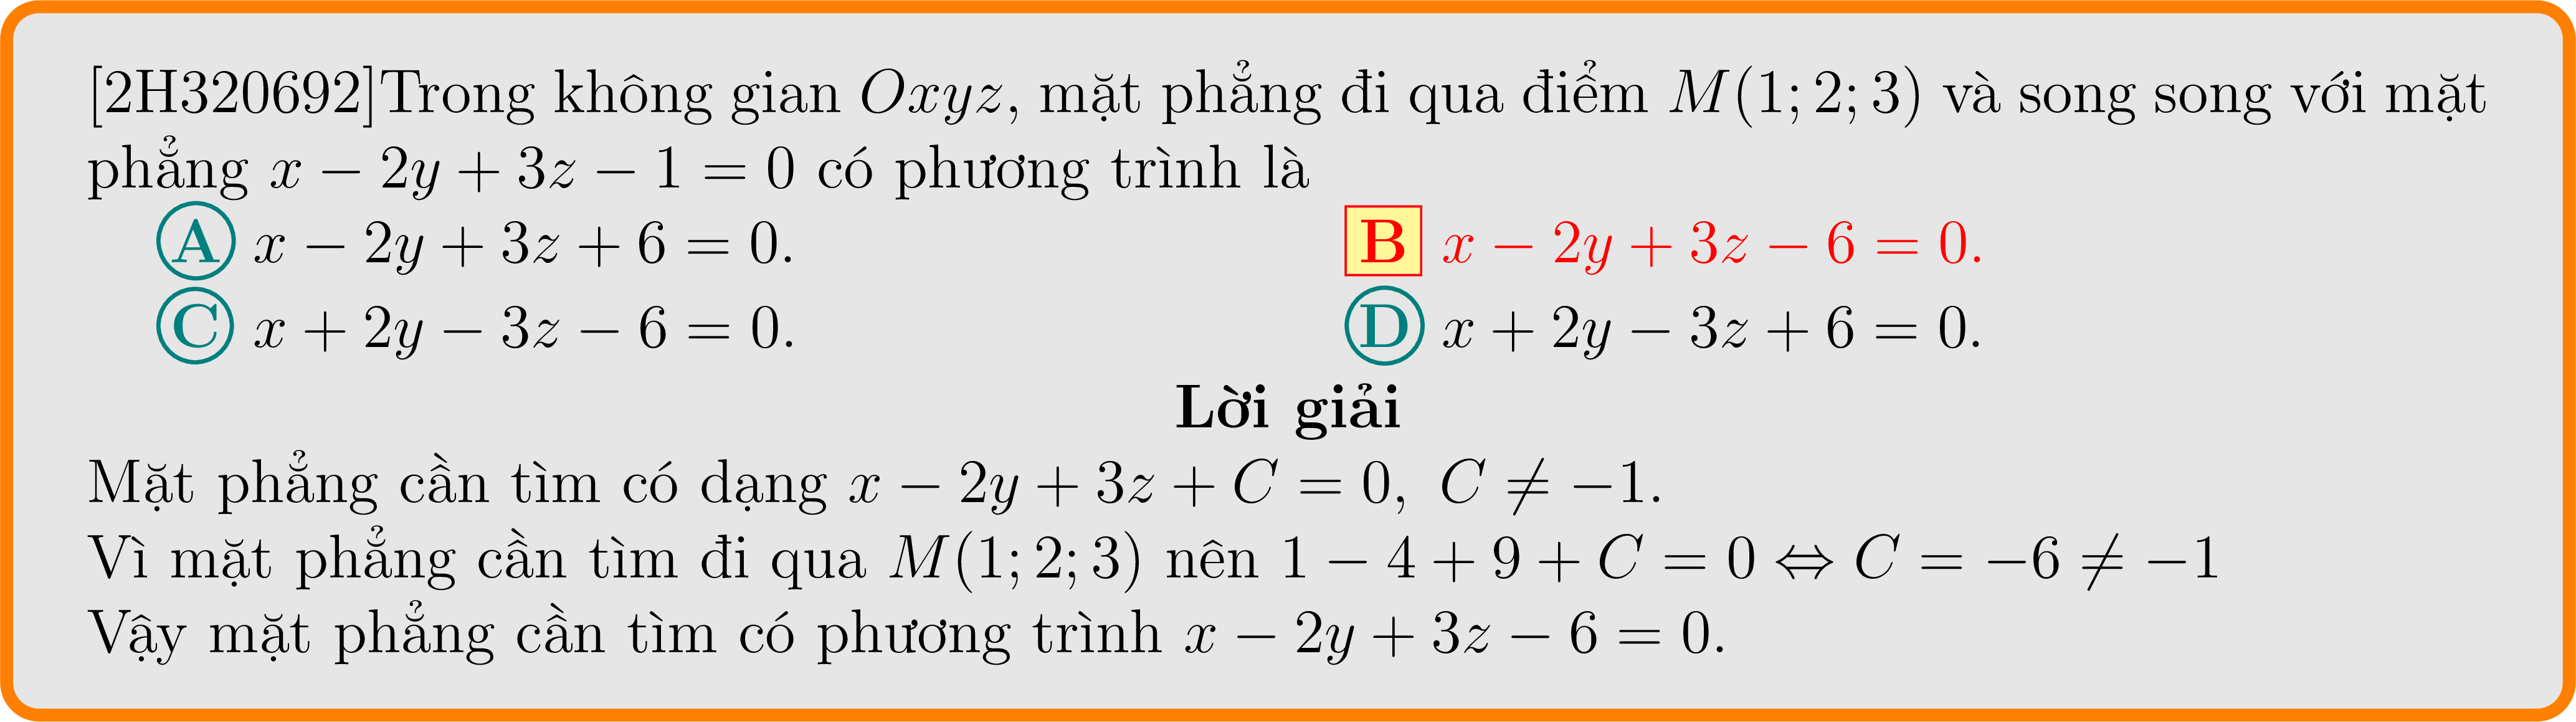 [2H320692]Trong không gian Oxyz, mặt phẳng đi qua điểm M(1; 2; 3) và song song với mặt
phẳng x − 2y + 3z − 1 = 0 có phương trình là
A x − 2y + 3z + 6 = 0. B x − 2y + 3z − 6 = 0.
C x + 2y − 3z − 6 = 0. D x + 2y − 3z + 6 = 0.
Lời giải
Mặt phẳng cần tìm có dạng x − 2y + 3z + C = 0, C ≠ −1.
Vì mặt phẳng cần tìm đi qua M(1; 2; 3) nên 1 − 4 + 9 + C = 0 ⇔ C = −6 ≠ −1
Vậy mặt phẳng cần tìm có phương trình x − 2y + 3z − 6 = 0.